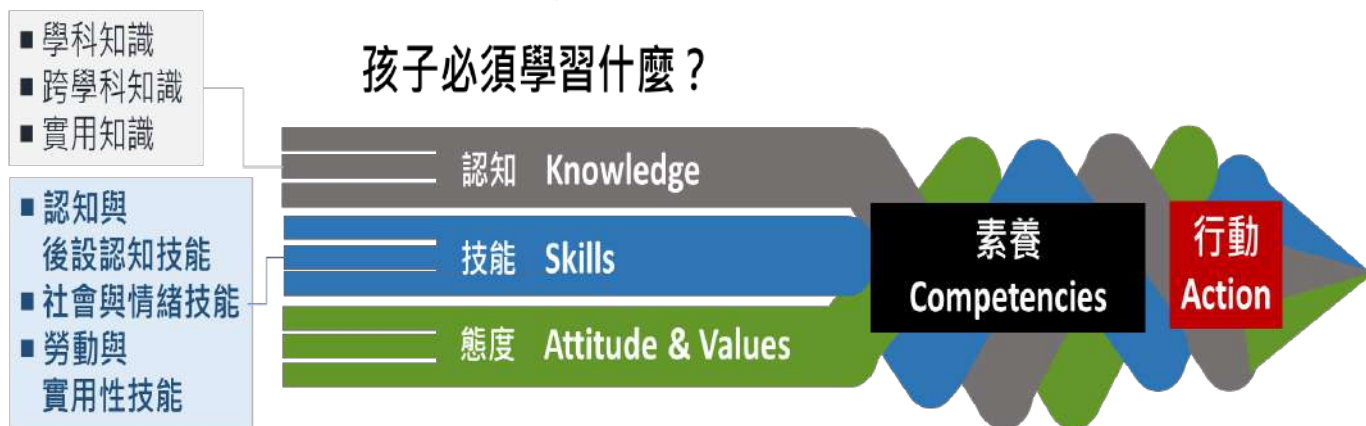 孩子必須學習什麼？
■ 學科知識
■ 跨學科知識
■ 實用知識
■ 認知與
後設認知技能
■ 社會與情緒技能
■ 勞動與
實用性技能
認知 Knowledge
技能 Skills
態度 Attitude & Values
素養
Competencies
行動
Action